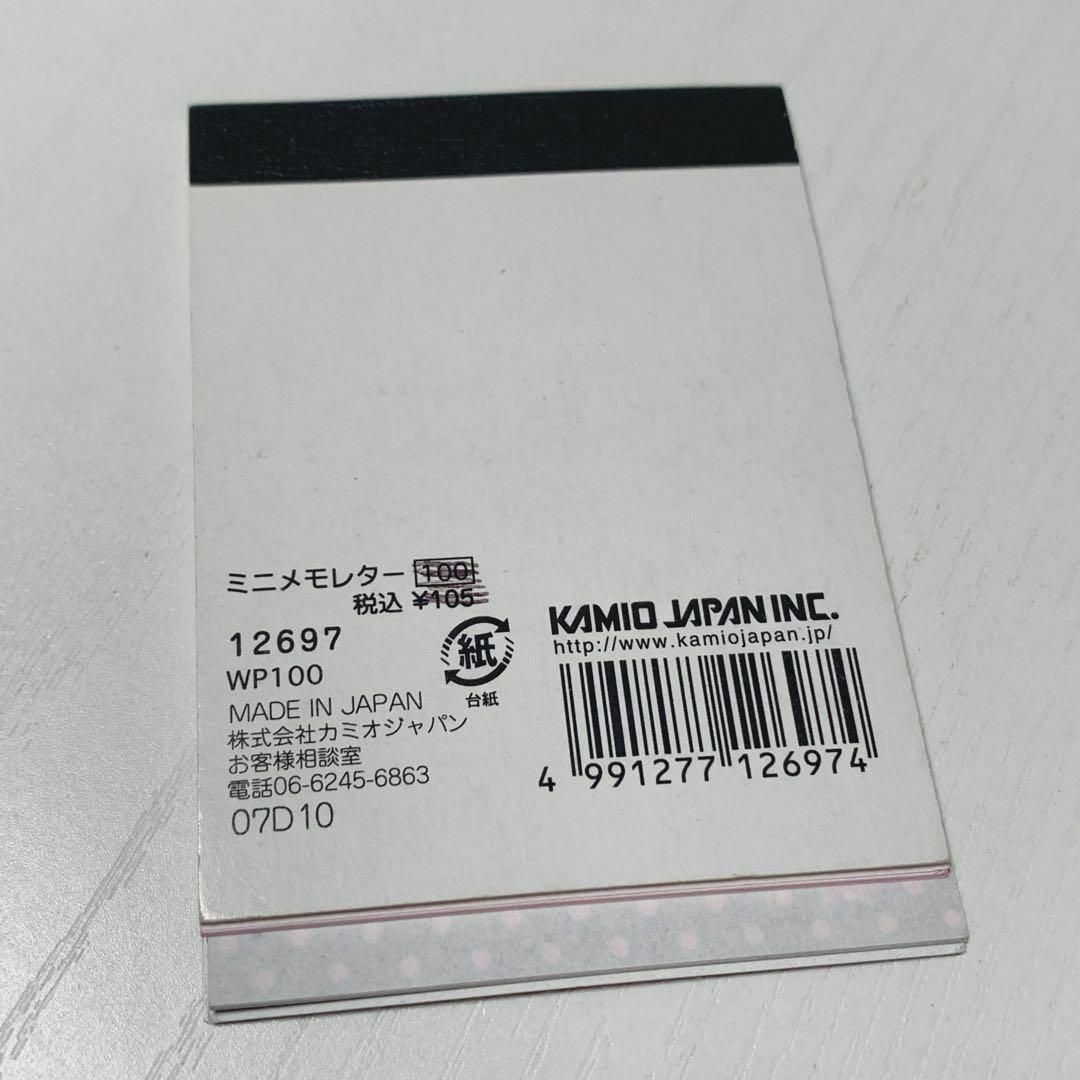 ミニメモレター 100
税込 ¥105
12697
WP100
MADE IN JAPAN
株式会社カミオジャパン
お客様相談室
電話06-6245-6863
07D10
紙
台紙
KAMIO JAPAN INC.
http://www.kamiojapan.jp/
4 991277 126974